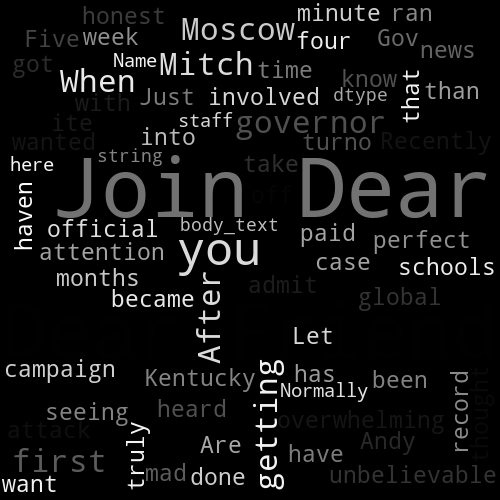 honest
minute ran
Five week Moscow four Gov
got Name news
When Mitch time know that than
with Just involved dtype
ite into staff governor
wanted turno Recently
here string take
haven Join Dear
off
official body_text paid perfect
attention you case schools
months admit
became After global
Let
campaign Kentucky has been
getting Normally
seeing heard overwhelming record thought
attack truly Are Andy
first mad done have unbelievable
want